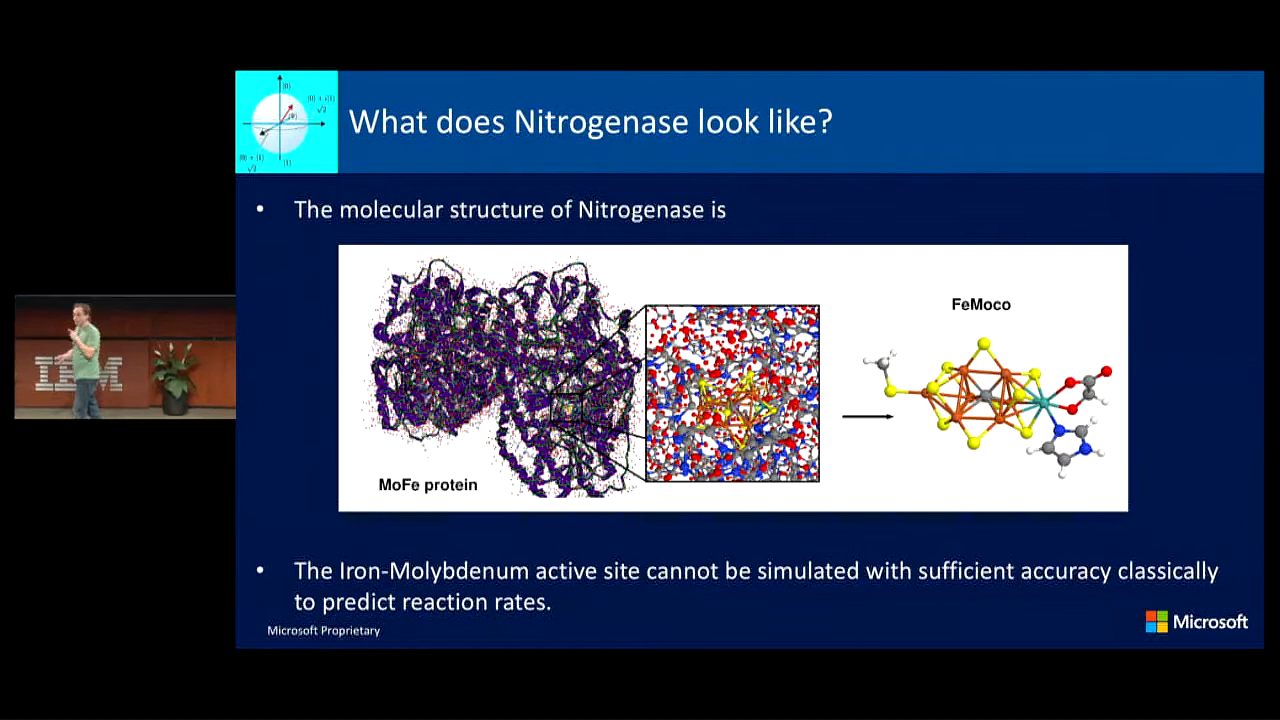 What does Nitrogenase look like?
• The molecular structure of Nitrogenase is
FeMoco
MoFe protein
IBM
• The Iron-Molybdenum active site cannot be simulated with sufficient accuracy classically
to predict reaction rates.
Microsoft Proprietary
Microsoft